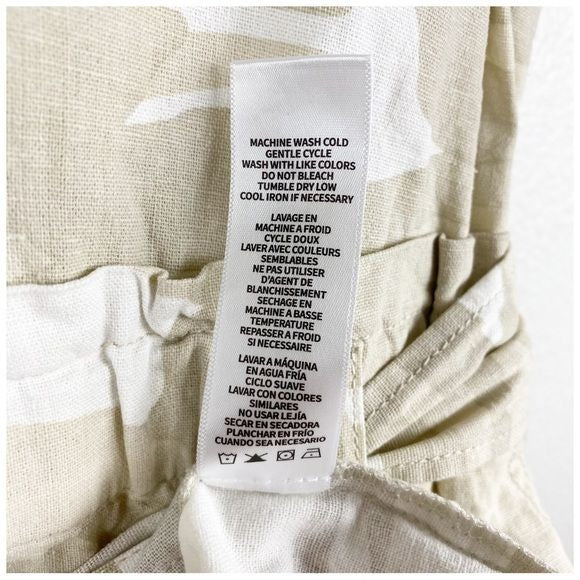 MACHINE WASH COLD
GENTLE CYCLE
WASH WITH LIKE COLORS
DO NOT BLEACH
TUMBLE DRY LOW
COOL IRON IF NECESSARY
LAVAGE EN
MACHINE A FROID
CYCLE DOUX
LAVER AVEC COULEURS
SEMBLABLES
NE PAS UTILISER
D'AGENT DE
BLANCHISSEMENT
SECHAGE EN
MACHINE A BASSE
TEMPERATURE
REPASSER A FROID
SI NECESSAIRE
LAVAR A MÁQUINA
EN AGUA FRÍA
CICLO SUAVE
LAVAR CON COLORES
SIMILARES
NO USAR LEJÍA
SECAR EN SECADORA
PLANCHAR EN FRÍO
CUANDO SEA NECESARIO